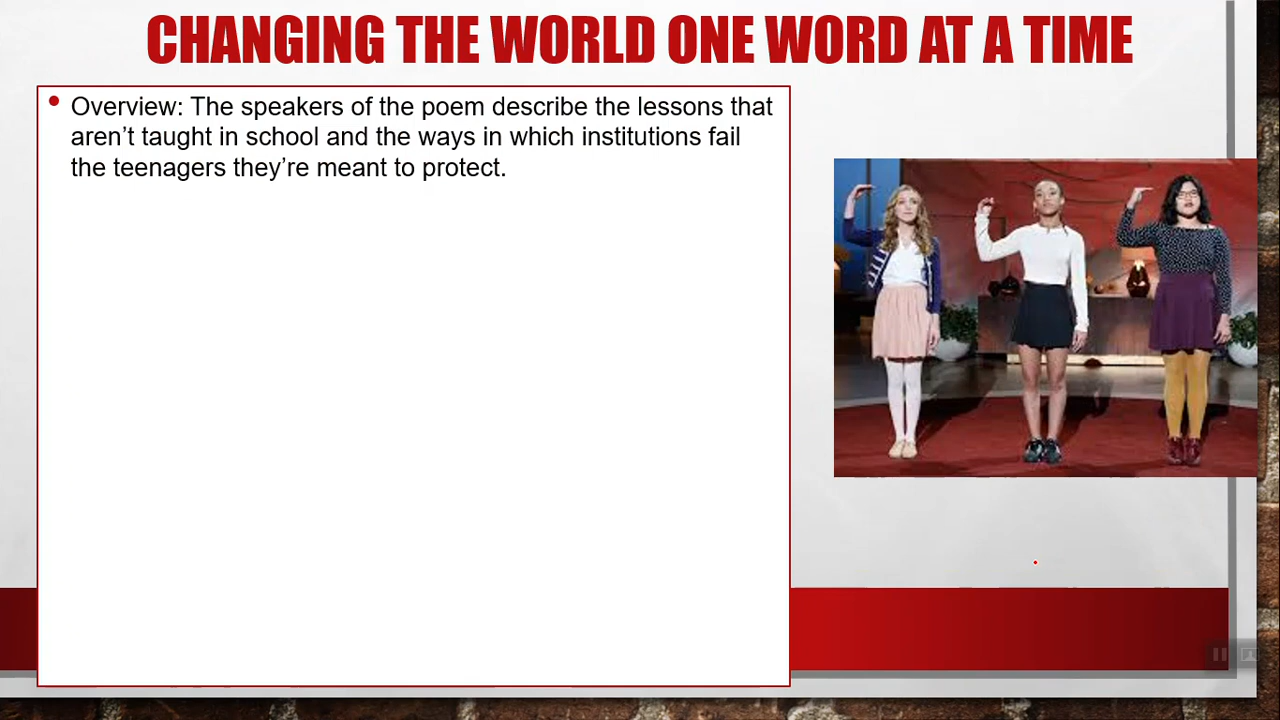 CHANGING THE WORLD ONE WORD AT A TIME
Overview: The speakers of the poem describe the lessons that
aren’t taught in school and the ways in which institutions fail
the teenagers they’re meant to protect.